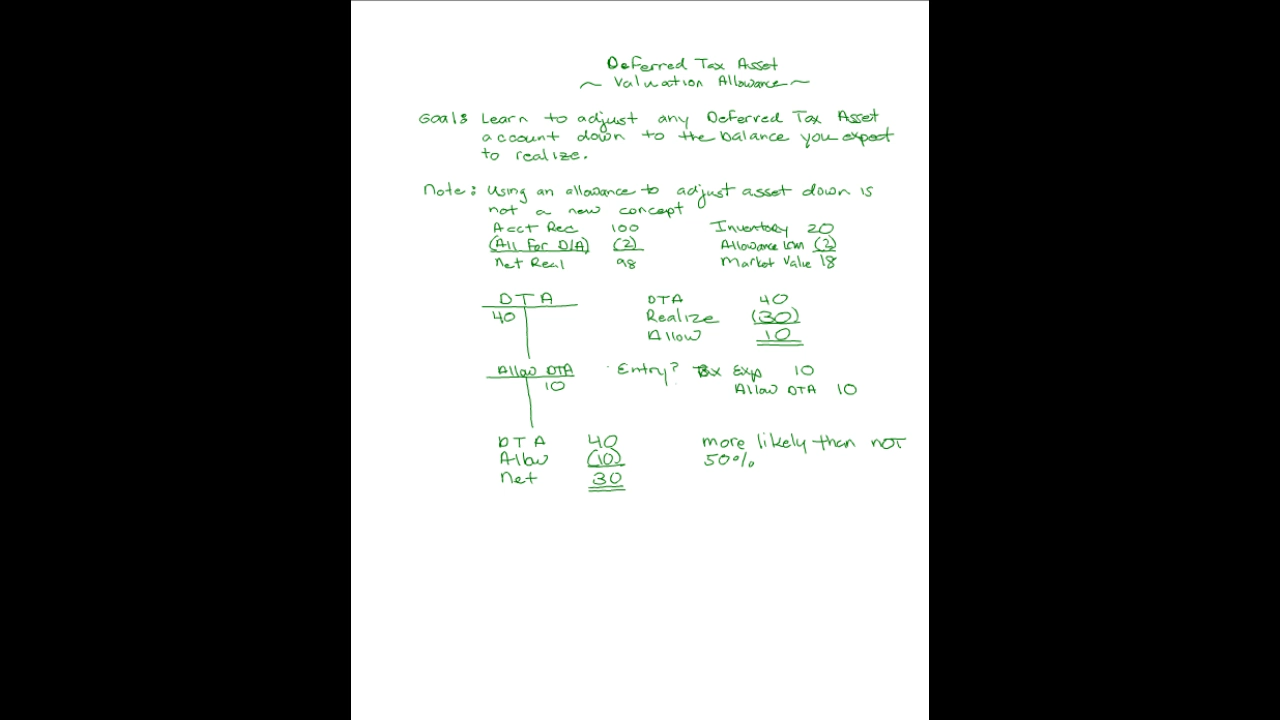 Deferred Tax Asset
~ Valuation Allowance ~
Goal: Learn to adjust any Deferred Tax Asset
account down to the balance you expect
to realize.
Note: Using an allowance to adjust asset down is
not a new concept
Acct Rec 100 Inventory 20
(All For D/A) (2) Allowance LCM (2)
Net Real 98 Market Value 18
DTA DTA 40
40 Realize (30)
Allow 10
Allow DTA Entry? Tax Exp 10
10 Allow DTA 10
DTA 40 more likely than NOT
Allow (10) 50%
Net 30